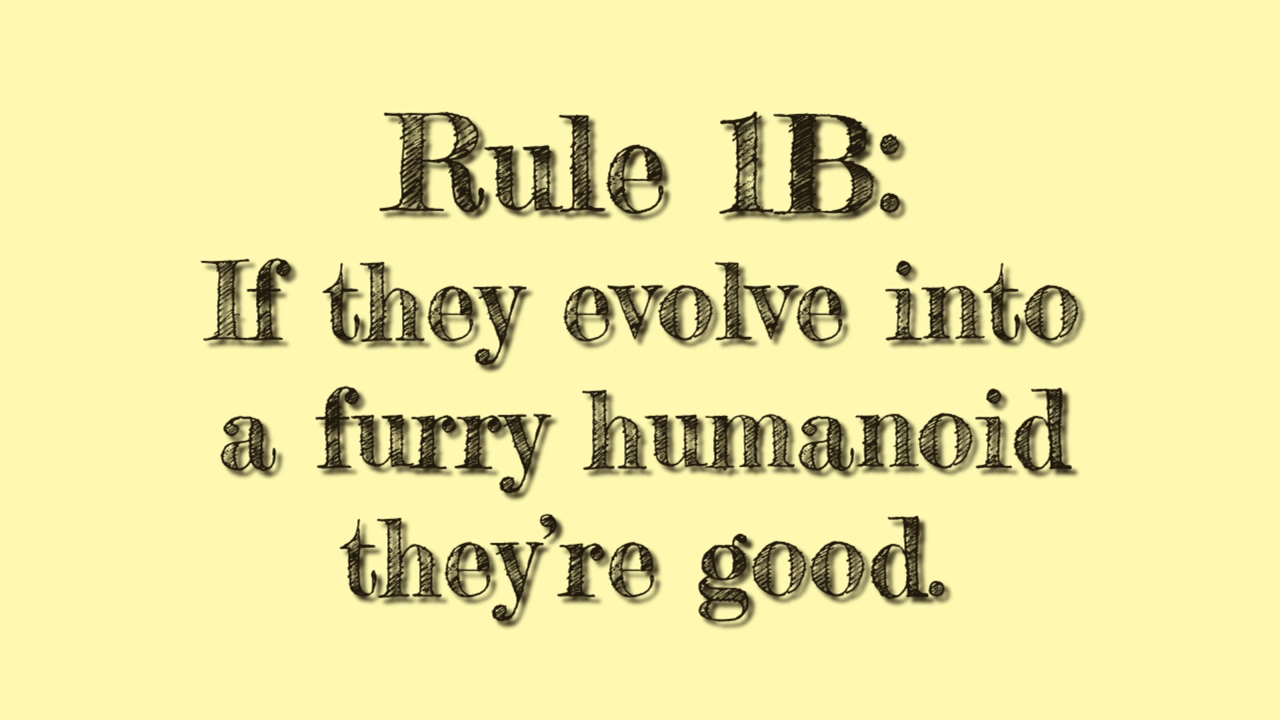 Rule 1B:
If they evolve into
a furry humanoid
they’re good.